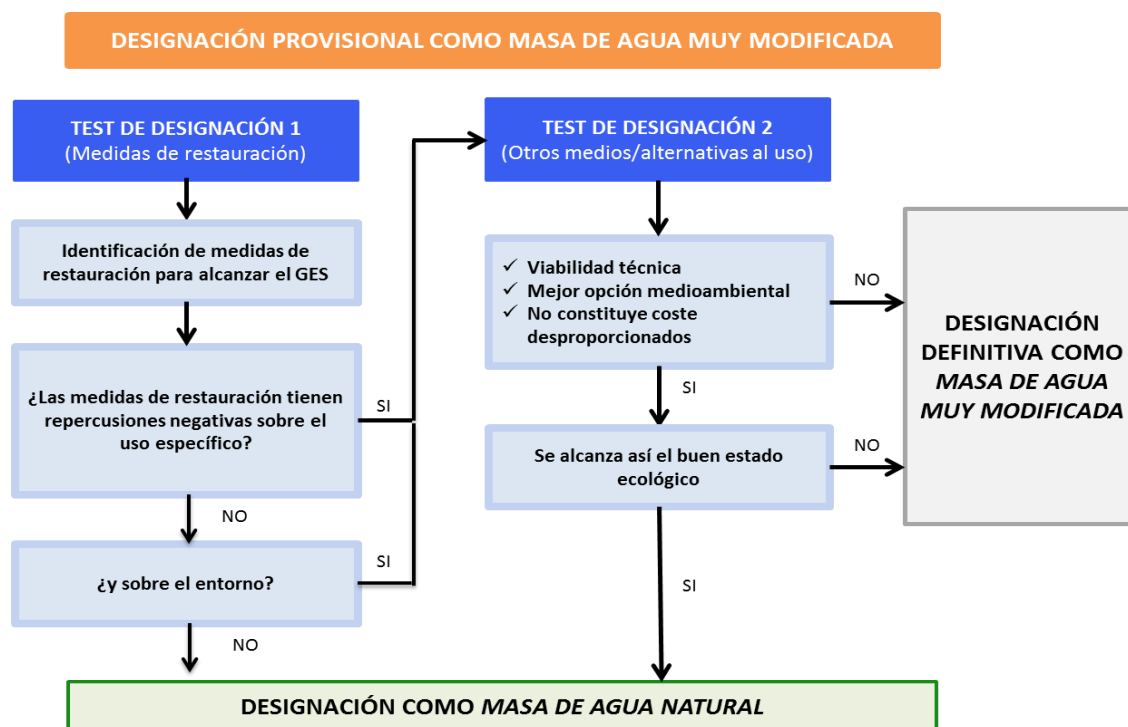 DESIGNACIÓN PROVISIONAL COMO MASA DE AGUA MUY MODIFICADA
TEST DE DESIGNACIÓN 1
(Medidas de restauración)
Identificación de medidas de
restauración para alcanzar el GES
¿Las medidas de restauración tienen
repercusiones negativas sobre el
uso específico?
SI
NO
¿y sobre el entorno?
SI
NO
TEST DE DESIGNACIÓN 2
(Otros medios/alternativas al uso)
✓ Viabilidad técnica
✓ Mejor opción medioambiental
✓ No constituye coste
desproporcionados
NO
SI
Se alcanza así el buen estado
ecológico
NO
SI
DESIGNACIÓN
DEFINITIVA COMO
MASA DE AGUA
MUY MODIFICADA
DESIGNACIÓN COMO MASA DE AGUA NATURAL